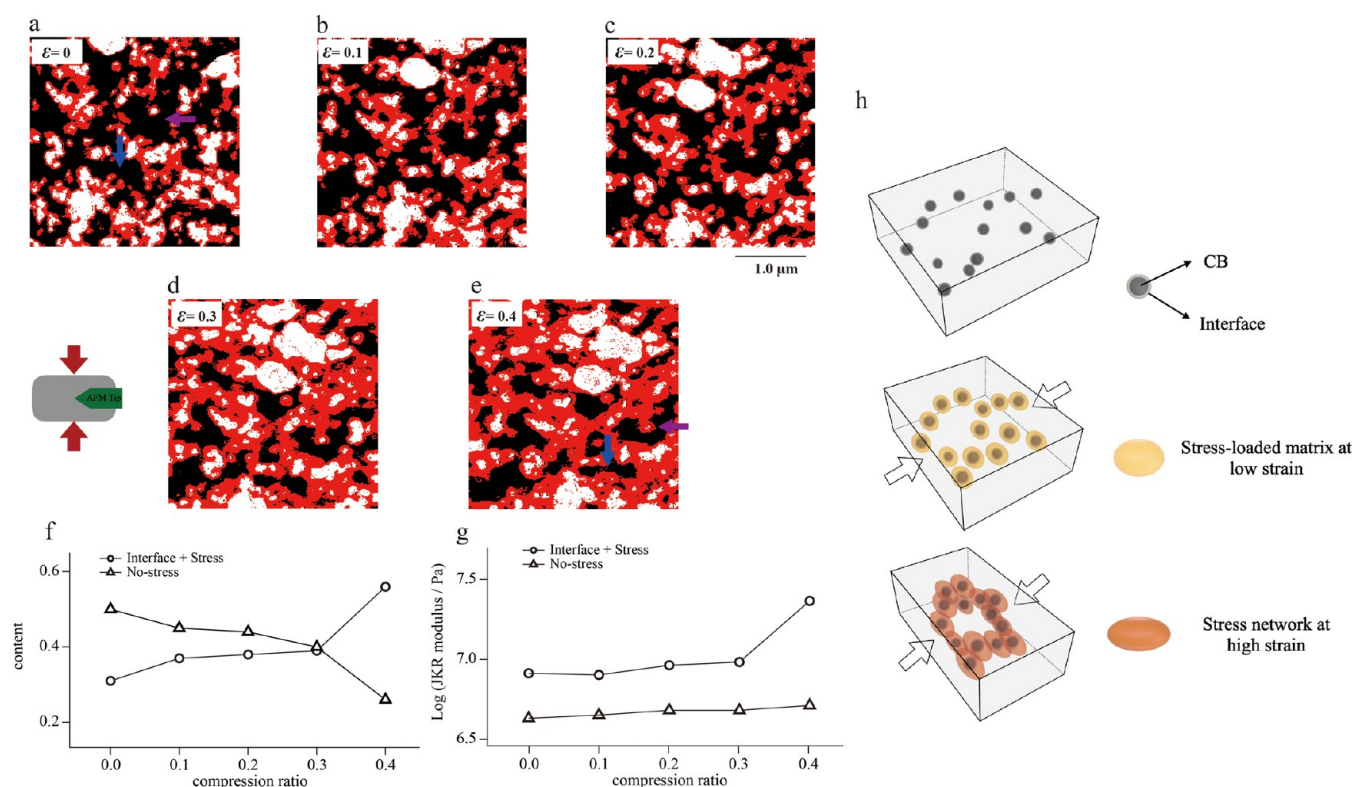 a
ε= 0
b
ε= 0.1
c
ε= 0.2
1.0 μm
d
ε= 0.3
e
ε= 0.4
AFM Tip
f
Interface + Stress
No-stress
0.6
0.4
0.2
content
0.0 0.1 0.2 0.3 0.4
compression ratio
g
Interface + Stress
No-stress
7.5
7.0
6.5
Log (JKR modulus / Pa)
0.0 0.1 0.2 0.3 0.4
compression ratio
h
CB
Interface
Stress-loaded matrix at
low strain
Stress network at
high strain